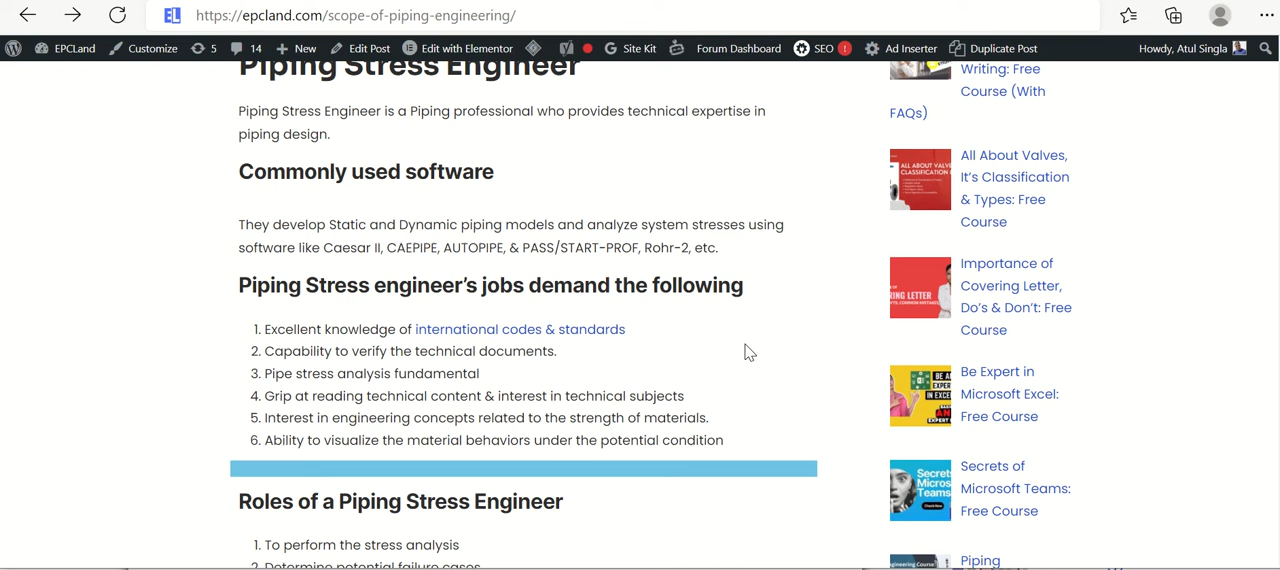 https://epcland.com/scope-of-piping-engineering/
EPCLand
Customize
5
14
New
Edit Post
Edit with Elementor
Site Kit
Forum Dashboard
SEO
!
Ad Inserter
Duplicate Post
Howdy, Atul Singla
Piping Stress Engineer
Piping Stress Engineer is a Piping professional who provides technical expertise in
piping design.
Commonly used software
They develop Static and Dynamic piping models and analyze system stresses using
software like Caesar II, CAEPIPE, AUTOPIPE, & PASS/START-PROF, Rohr-2, etc.
Piping Stress engineer’s jobs demand the following
1. Excellent knowledge of international codes & standards
2. Capability to verify the technical documents.
3. Pipe stress analysis fundamental
4. Grip at reading technical content & interest in technical subjects
5. Interest in engineering concepts related to the strength of materials.
6. Ability to visualize the material behaviors under the potential condition
Roles of a Piping Stress Engineer
1. To perform the stress analysis
2. Determine potential failure cases
Writing: Free
Course (With
FAQs)
All About Valves,
It’s Classification
& Types: Free
Course
Importance of
Covering Letter,
Do’s & Don’t: Free
Course
Be Expert in
Microsoft Excel:
Free Course
Secrets of
Microsoft Teams:
Free Course
Piping